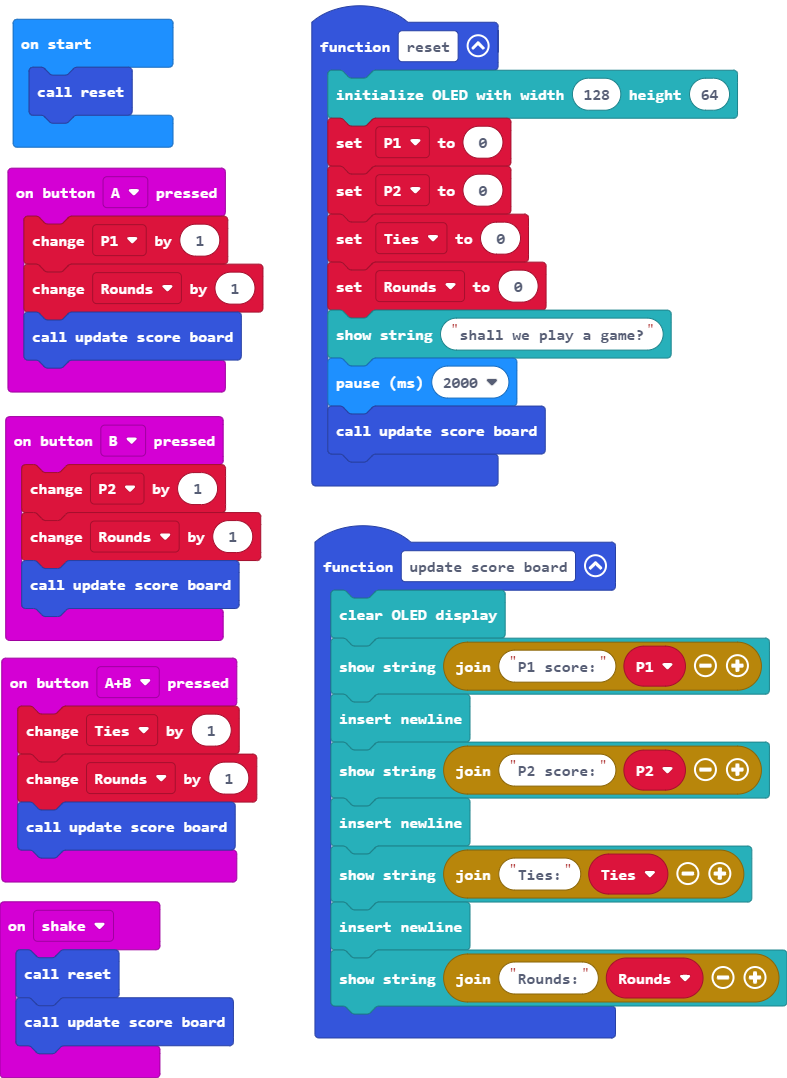 on start
call reset
on button A pressed
change P1 by 1
change Rounds by 1
call update score board
on button B pressed
change P2 by 1
change Rounds by 1
call update score board
on button A+B pressed
change Ties by 1
change Rounds by 1
call update score board
on shake
call reset
call update score board
function reset
initialize OLED with width 128 height 64
set P1 to 0
set P2 to 0
set Ties to 0
set Rounds to 0
show string "shall we play a game?"
pause (ms) 2000
call update score board
function update score board
clear OLED display
show string join "P1 score:" P1
insert newline
show string join "P2 score:" P2
insert newline
show string join "Ties:" Ties
insert newline
show string join "Rounds:" Rounds